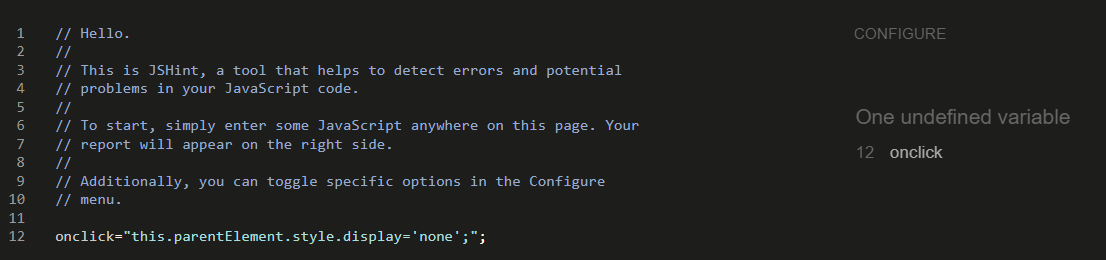 1 // Hello.
2 //
3 // This is JSHint, a tool that helps to detect errors and potential
4 // problems in your JavaScript code.
5 //
6 // To start, simply enter some JavaScript anywhere on this page. Your
7 // report will appear on the right side.
8 //
9 // Additionally, you can toggle specific options in the Configure
10 // menu.
11
12 onclick="this.parentElement.style.display='none';";
CONFIGURE
One undefined variable
12 onclick